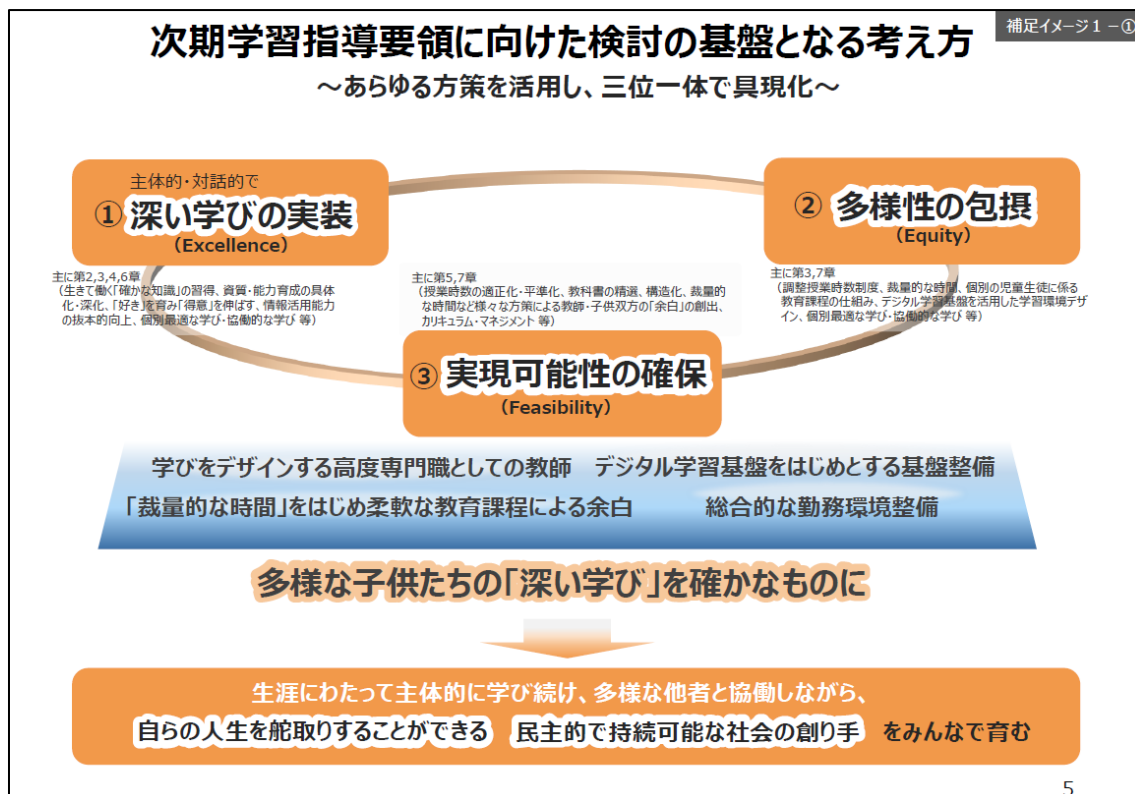 補足イメージ1-①
次期学習指導要領に向けた検討の基盤となる考え方
~あらゆる方策を活用し、三位一体で具現化~
主体的・対話的で
① 深い学びの実装
(Excellence)
② 多様性の包摂
(Equity)
主に第2,3,4,6章
(生きて働く「確かな知識」の習得、資質・能力育成の具体
化・深化、「好き」を育み「得意」を伸ばす、情報活用能力
の抜本的向上、個別最適な学び・協働的な学び 等)
主に第5,7章
(授業時数の適正化・平準化、教科書の精選、構造化、裁量的
な時間など様々な方策による教師・子供双方の「余白」の創出、
カリキュラム・マネジメント 等)
主に第3,7章
(調整授業時数制度、裁量的な時間、個別の児童生徒に係る
教育課程の仕組み、デジタル学習基盤を活用した学習環境デザ
イン、個別最適な学び・協働的な学び 等)
③ 実現可能性の確保
(Feasibility)
学びをデザインする高度専門職としての教師 デジタル学習基盤をはじめとする基盤整備
「裁量的な時間」をはじめ柔軟な教育課程による余白 総合的な勤務環境整備
多様な子供たちの「深い学び」を確かなものに
生涯にわたって主体的に学び続け、多様な他者と協働しながら、
自らの人生を舵取りすることができる 民主的で持続可能な社会の創り手 をみんなで育む
5